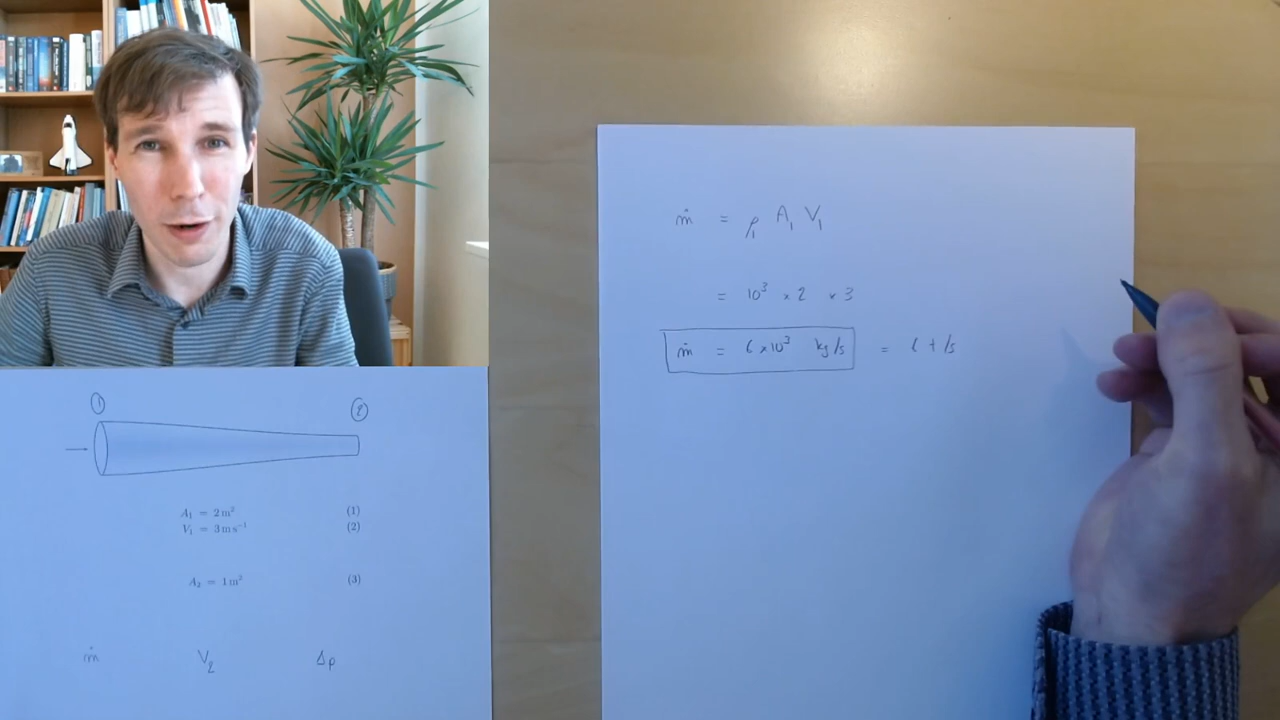 ṁ = ρ₁ A₁ V₁
= 10³ × 2 × 3
ṁ = 6 × 10³ kg/s = 6 t/s
① ②
A₁ = 2 m² (1)
V₁ = 3 m s⁻¹ (2)
A₂ = 1 m² (3)
ṁ V₂ Δp